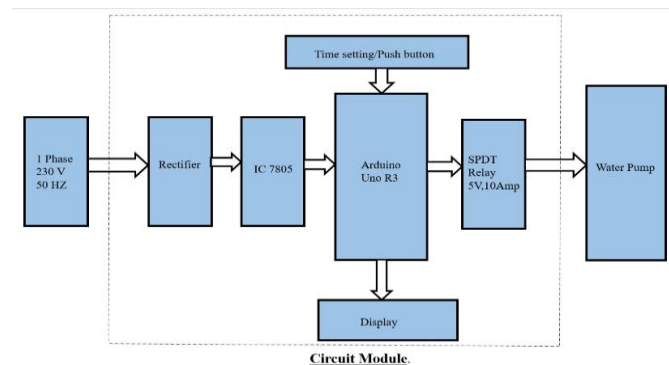 Time setting/Push button
1 Phase
230 V
50 HZ
Rectifier
IC 7805
Arduino
Uno R3
SPDT
Relay
5V,10Amp
Water Pump
Display
Circuit Module.